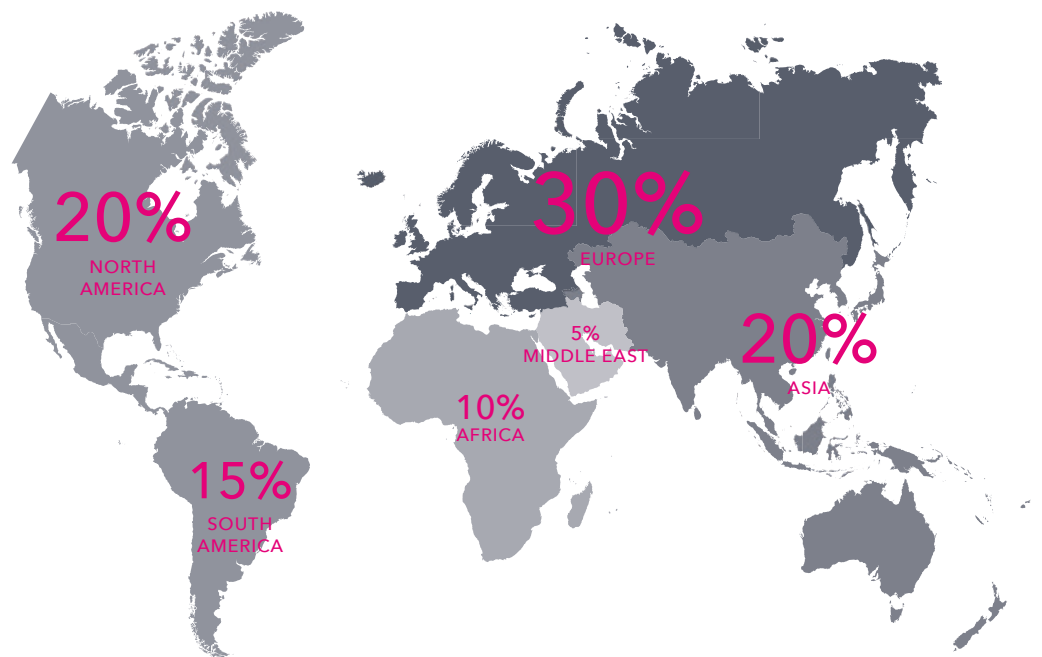 20%
NORTH
AMERICA
30%
EUROPE
5%
MIDDLE EAST
20%
ASIA
10%
AFRICA
15%
SOUTH
AMERICA